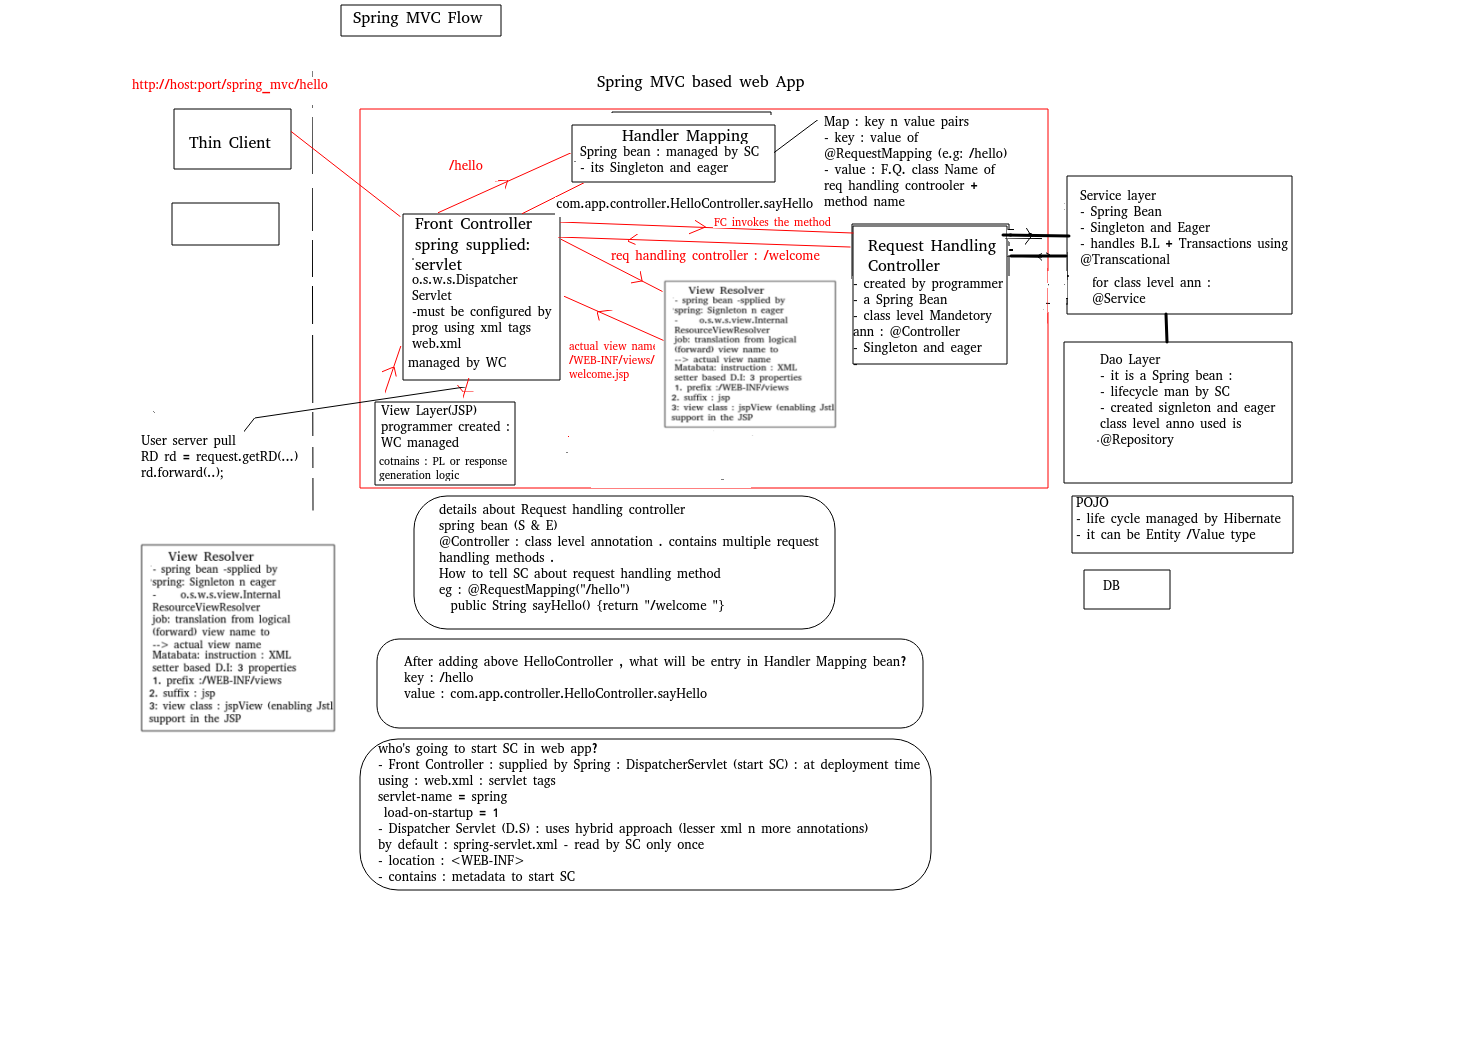 Spring MVC Flow
http://host:port/spring_mvc/hello
Spring MVC based web App
Thin Client
/hello
Handler Mapping
Spring bean : managed by SC
- its Singleton and eager
Map : key n value pairs
- key : value of
@RequestMapping (e.g: /hello)
- value : F.Q. class Name of
req handling controoler +
method name
com.app.controller.HelloController.sayHello
Front Controller
spring supplied:
servlet
o.s.w.s.Dispatcher
Servlet
-must be configured by
prog using xml tags
web.xml
managed by WC
FC invokes the method
req handling controller : /welcome
Request Handling
Controller
- created by programmer
- a Spring Bean
- class level Mandetory
ann : @Controller
- Singleton and eager
Service layer
- Spring Bean
- Singleton and Eager
- handles B.L + Transactions using
@Transcational
for class level ann :
@Service
View Resolver
- spring bean -spplied by
spring: Signleton n eager
- o.s.w.s.view.Internal
ResourceViewResolver
job: translation from logical
(forward) view name to
--> actual view name
Matabata: instruction : XML
setter based D.I: 3 properties
1. prefix :/WEB-INF/views
2. suffix : jsp
3: view class : jspView (enabling Jstl
support in the JSP
actual view name
/WEB-INF/views/
welcome.jsp
Dao Layer
- it is a Spring bean :
- lifecycle man by SC
- created signleton and eager
class level anno used is
-@Repository
View Layer(JSP)
programmer created :
WC managed
cotnains : PL or response
generation logic
User server pull
RD rd = request.getRD(...)
rd.forward(..);
POJO
- life cycle managed by Hibernate
- it can be Entity /Value type
DB
details about Request handling controller
spring bean (S & E)
@Controller : class level annotation . contains multiple request
handling methods .
How to tell SC about request handling method
eg : @RequestMapping("/hello")
public String sayHello() {return "/welcome "}
View Resolver
- spring bean -spplied by
spring: Signleton n eager
- o.s.w.s.view.Internal
ResourceViewResolver
job: translation from logical
(forward) view name to
--> actual view name
Matabata: instruction : XML
setter based D.I: 3 properties
1. prefix :/WEB-INF/views
2. suffix : jsp
3: view class : jspView (enabling Jstl
support in the JSP
After adding above HelloController , what will be entry in Handler Mapping bean?
key : /hello
value : com.app.controller.HelloController.sayHello
who's going to start SC in web app?
- Front Controller : supplied by Spring : DispatcherServlet (start SC) : at deployment time
using : web.xml : servlet tags
servlet-name = spring
load-on-startup = 1
- Dispatcher Servlet (D.S) : uses hybrid approach (lesser xml n more annotations)
by default : spring-servlet.xml - read by SC only once
- location : <WEB-INF>
- contains : metadata to start SC